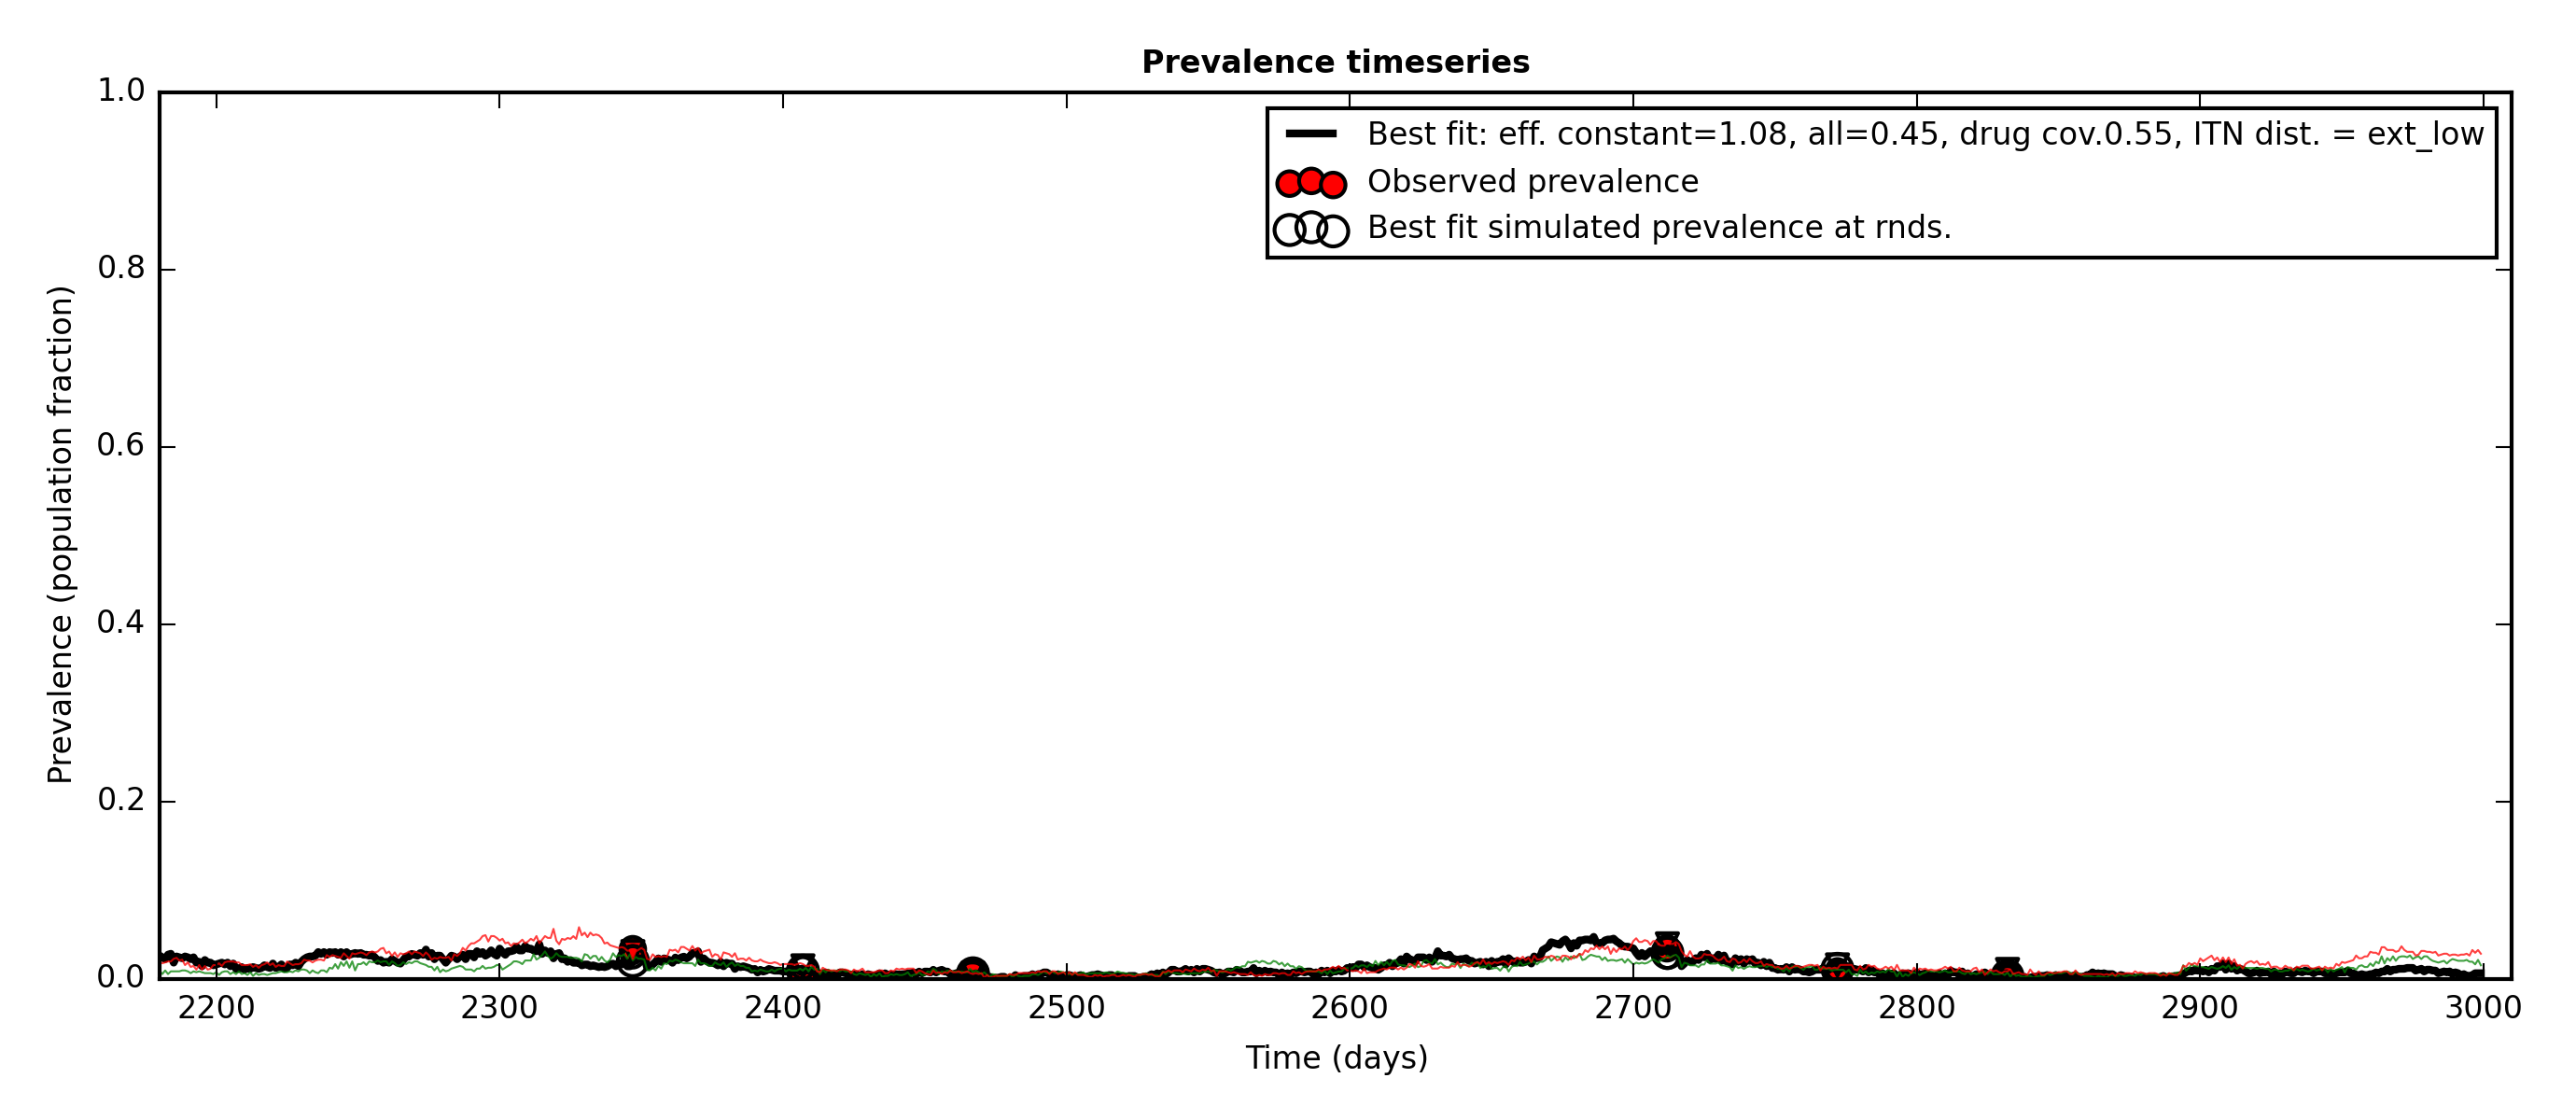 Prevalence timeseries
Best fit: eff. constant=1.08, all=0.45, drug cov.0.55, ITN dist. = ext_low
Observed prevalence
Best fit simulated prevalence at rnds.
Prevalence (population fraction)
1.0
0.8
0.6
0.4
0.2
0.0
2200 2300 2400 2500 2600 2700 2800 2900 3000
Time (days)